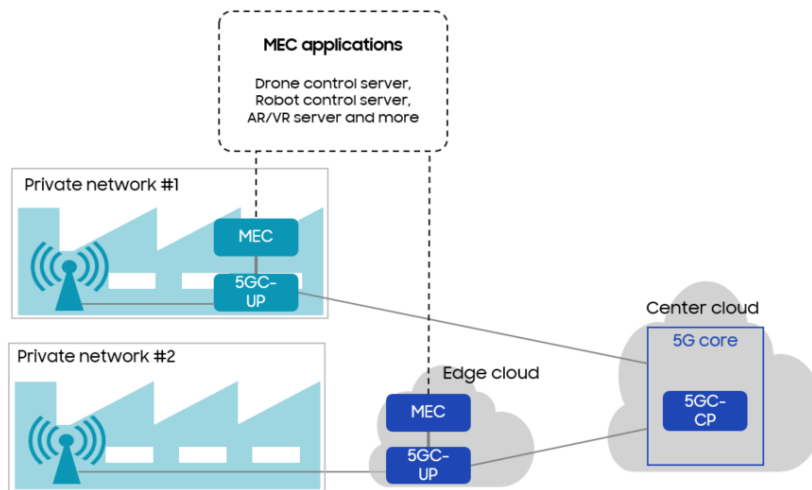 MEC applications
Drone control server,
Robot control server,
AR/VR server and more
Private network #1
MEC
5GC-
UP
Center cloud
5G core
5GC-
CP
Private network #2
Edge cloud
MEC
5GC-
UP